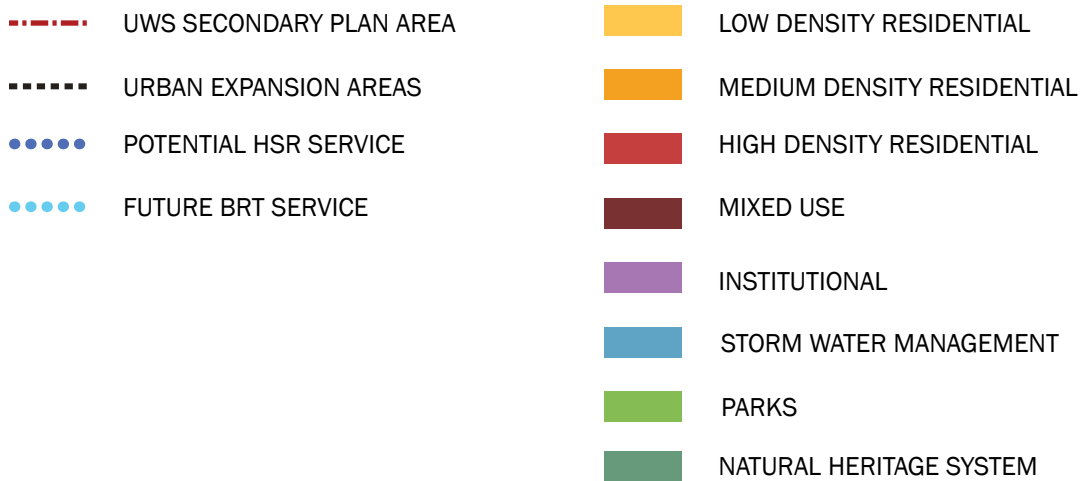 UWS SECONDARY PLAN AREA
URBAN EXPANSION AREAS
POTENTIAL HSR SERVICE
FUTURE BRT SERVICE
LOW DENSITY RESIDENTIAL
MEDIUM DENSITY RESIDENTIAL
HIGH DENSITY RESIDENTIAL
MIXED USE
INSTITUTIONAL
STORM WATER MANAGEMENT
PARKS
NATURAL HERITAGE SYSTEM